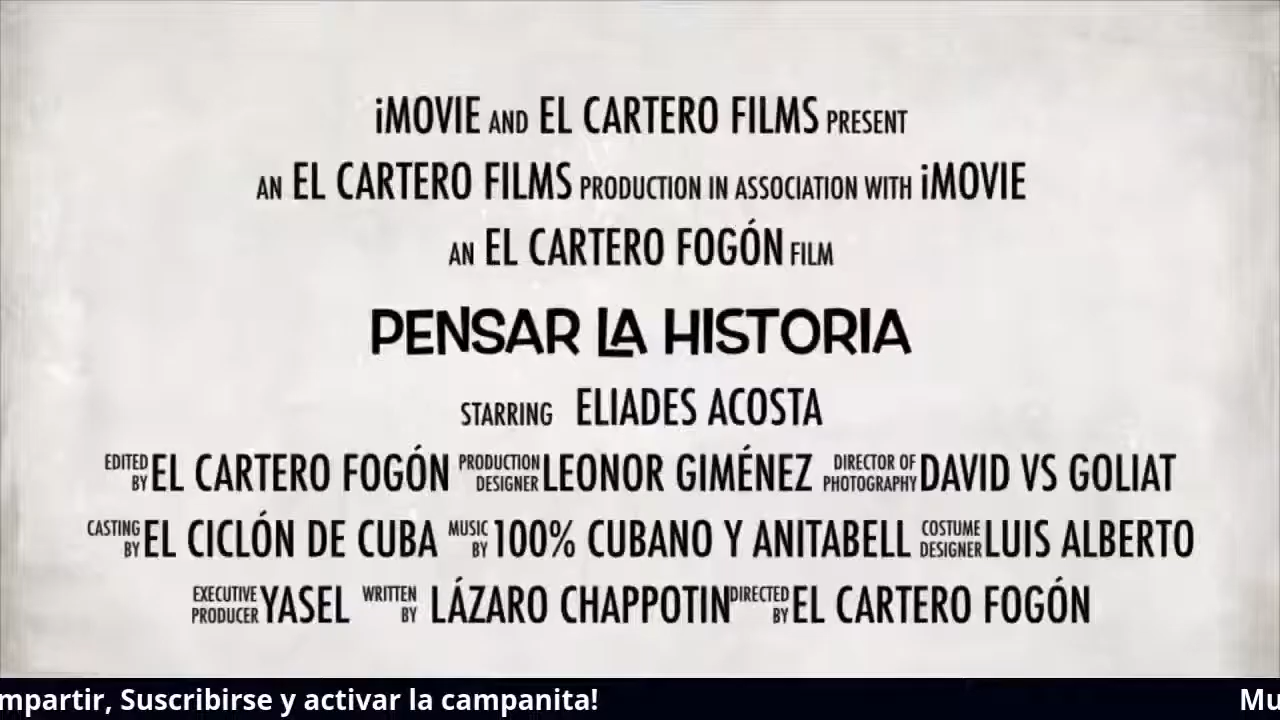 iMOVIE AND EL CARTERO FILMS PRESENT
AN EL CARTERO FILMS PRODUCTION IN ASSOCIATION WITH iMOVIE
AN EL CARTERO FOGÓN FILM
PENSAR LA HISTORIA
STARRING ELIADES ACOSTA
EDITED BY EL CARTERO FOGÓN PRODUCTION DESIGNER LEONOR GIMÉNEZ DIRECTOR OF PHOTOGRAPHY DAVID VS GOLIAT
CASTING BY EL CICLÓN DE CUBA MUSIC BY 100% CUBANO Y ANITABELL COSTUME DESIGNER LUIS ALBERTO
EXECUTIVE PRODUCER YASEL WRITTEN BY LÁZARO CHAPPOTIN DIRECTED BY EL CARTERO FOGÓN
mpartir, Suscribirse y activar la campanita! Mu